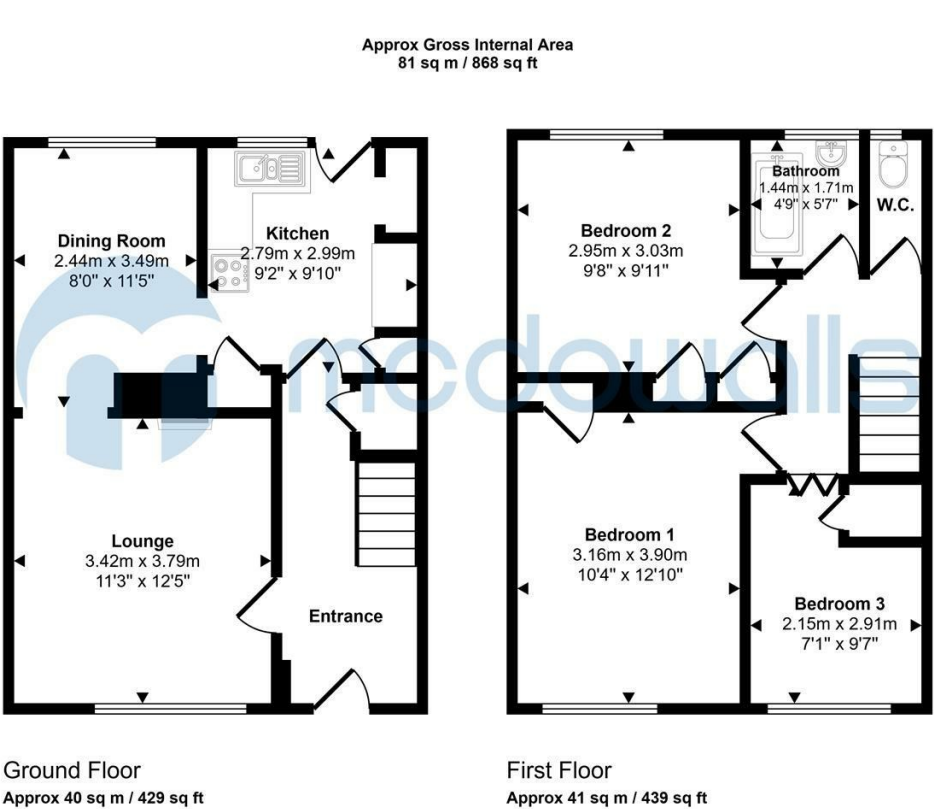 Approx Gross Internal Area
81 sq m / 868 sq ft
Dining Room
2.44m x 3.49m
8'0" x 11'5"
Kitchen
2.79m x 2.99m
9'2" x 9'10"
Lounge
3.42m x 3.79m
11'3" x 12'5"
Entrance
Bedroom 2
2.95m x 3.03m
9'8" x 9'11"
Bathroom
1.44m x 1.71m
4'9" x 5'7"
W.C.
Bedroom 1
3.16m x 3.90m
10'4" x 12'10"
Bedroom 3
2.15m x 2.91m
7'1" x 9'7"
mcdowalls
Ground Floor
Approx 40 sq m / 429 sq ft
First Floor
Approx 41 sq m / 439 sq ft